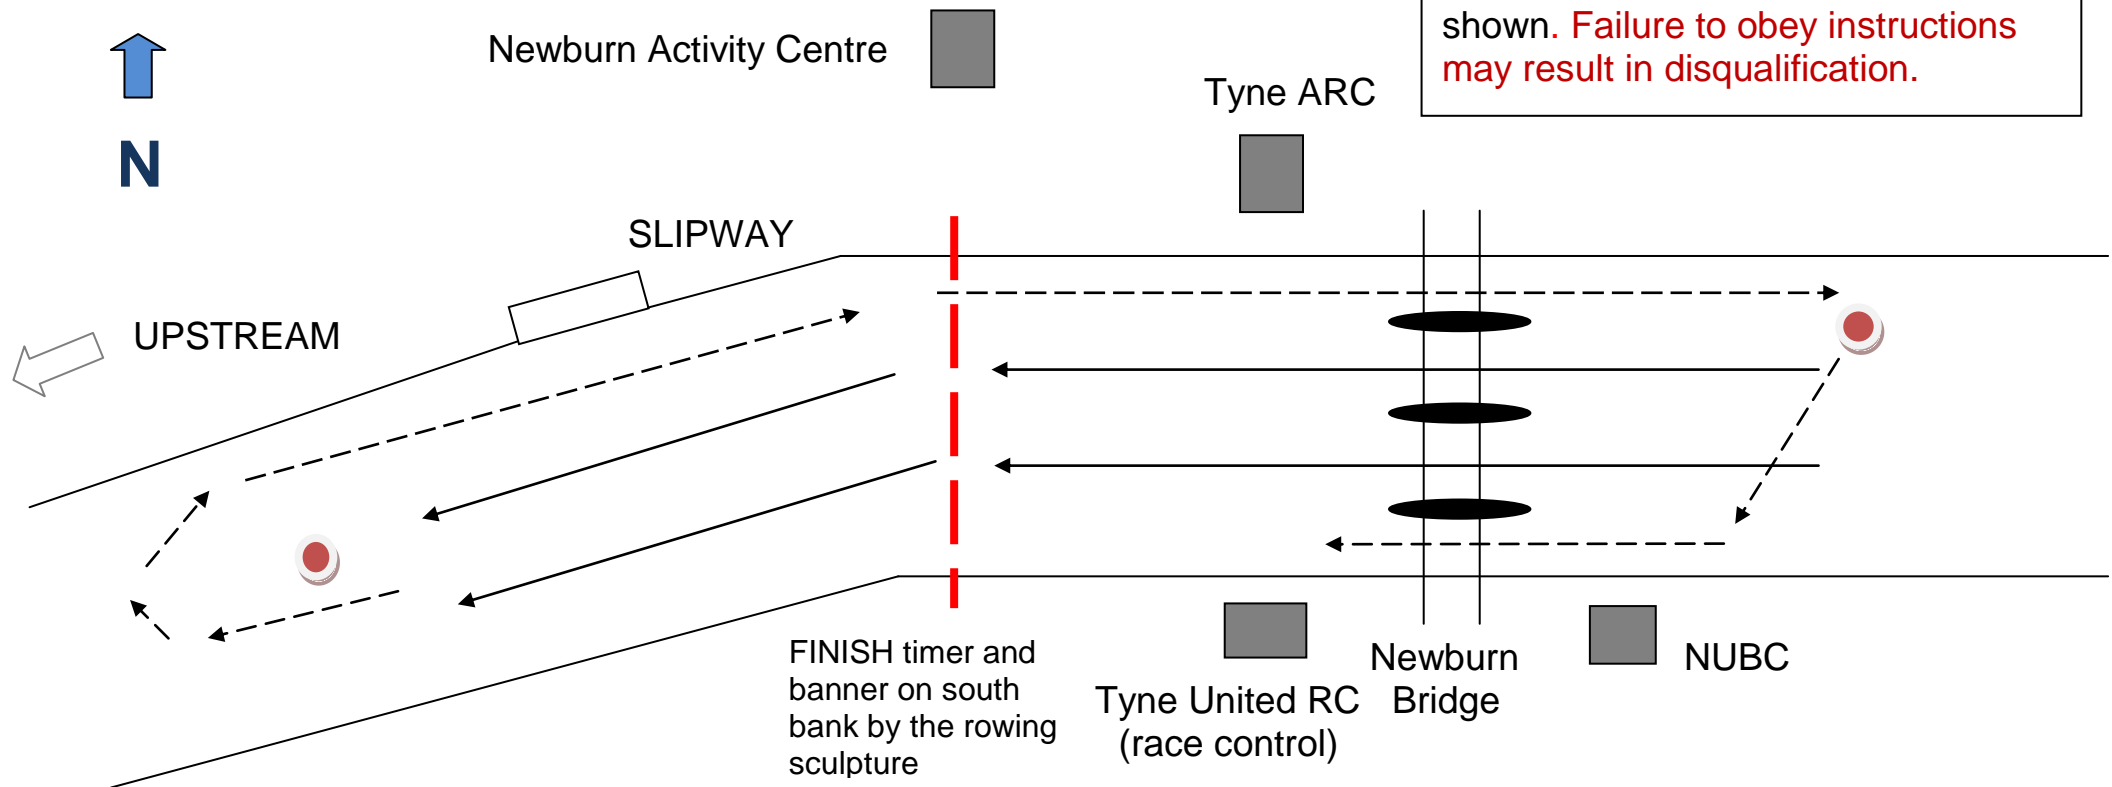 shown. Failure to obey instructions
may result in disqualification.
Newburn Activity Centre
Tyne ARC
N
SLIPWAY
UPSTREAM
FINISH timer and
banner on south
bank by the rowing
sculpture
Tyne United RC
(race control)
Newburn
Bridge
NUBC